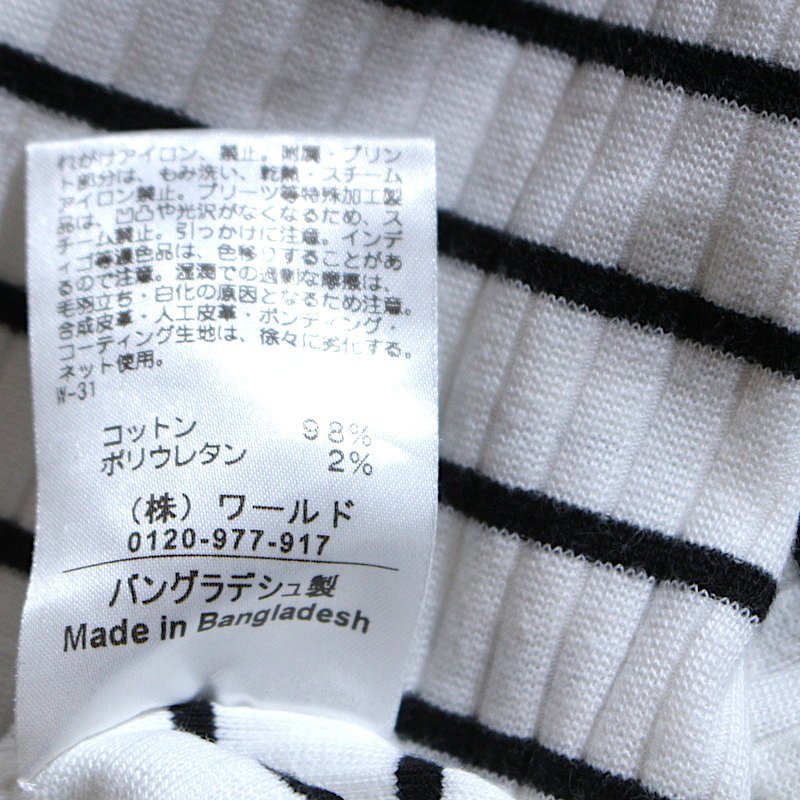 れがけアイロン、禁止。附属・プリン
ト部分は、もみ洗い、乾熱・スチーム
アイロン禁止。プリーツ等特殊加工製
品は、凹凸や光沢がなくなるため、ス
チーム禁止。引っかけに注意。インデ
ィゴ等濃色品は、色移りすることがあ
るので注意。湿潤での過剰な摩擦は、
毛羽立ち・白化の原因となるため注意。
合成皮革・人工皮革・ボンディング・
コーティング生地は、徐々に劣化する。
ネット使用。
W-31
コットン 98%
ポリウレタン 2%
（株）ワールド
0120-977-917
バングラデシュ製
Made in Bangladesh